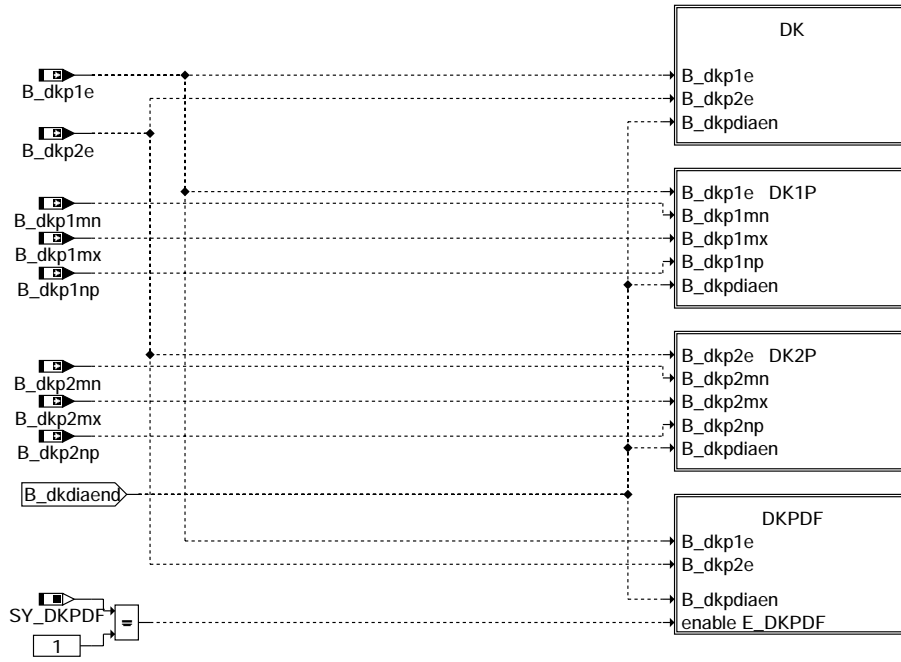 DK
B_dkp1e
B_dkp2e
B_dkpdiaen
B_dkp1e
B_dkp2e
B_dkp1e DK1P
B_dkp1mn
B_dkp1mx
B_dkp1np
B_dkpdiaen
B_dkp1mn
B_dkp1mx
B_dkp1np
B_dkp2e DK2P
B_dkp2mn
B_dkp2mx
B_dkp2np
B_dkpdiaen
B_dkp2mn
B_dkp2mx
B_dkp2np
B_dkdiaend
DKPDF
B_dkp1e
B_dkp2e
B_dkpdiaen
enable E_DKPDF
SY_DKPDF
=
1